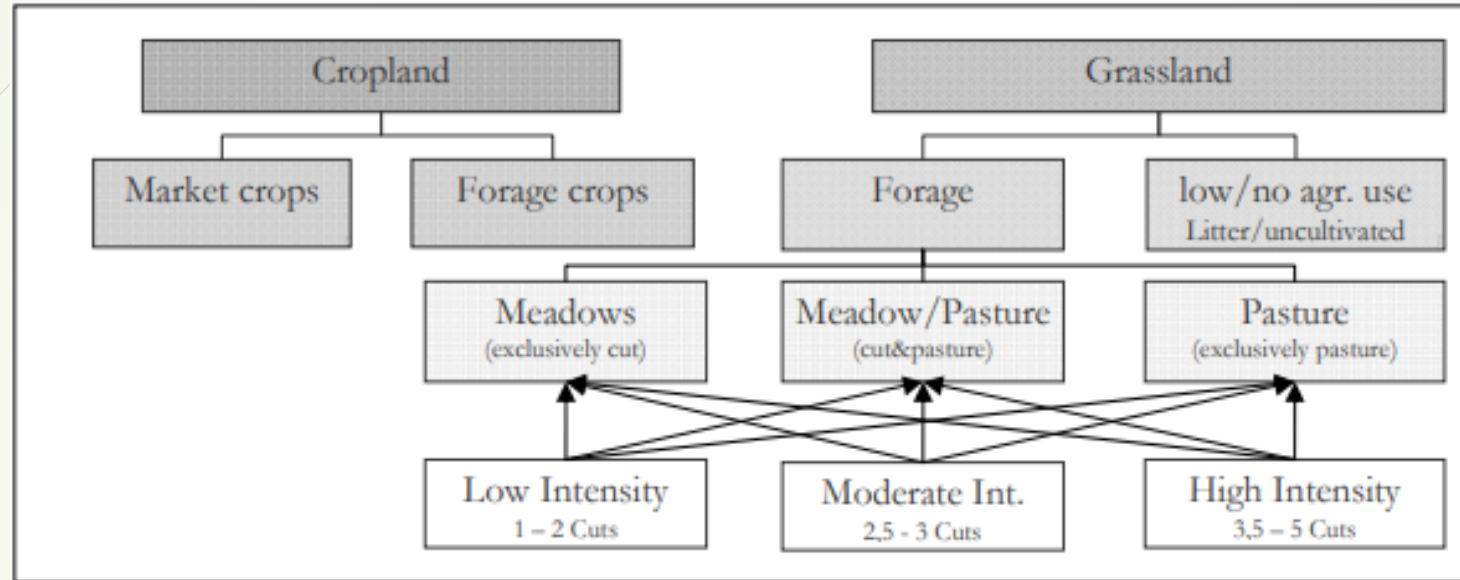 Cropland
Grassland
Market crops
Forage crops
Forage
low/no agr. use
Litter/uncultivated
Meadows
(exclusively cut)
Meadow/Pasture
(cut&pasture)
Pasture
(exclusively pasture)
Low Intensity
1 – 2 Cuts
Moderate Int.
2,5 - 3 Cuts
High Intensity
3,5 – 5 Cuts